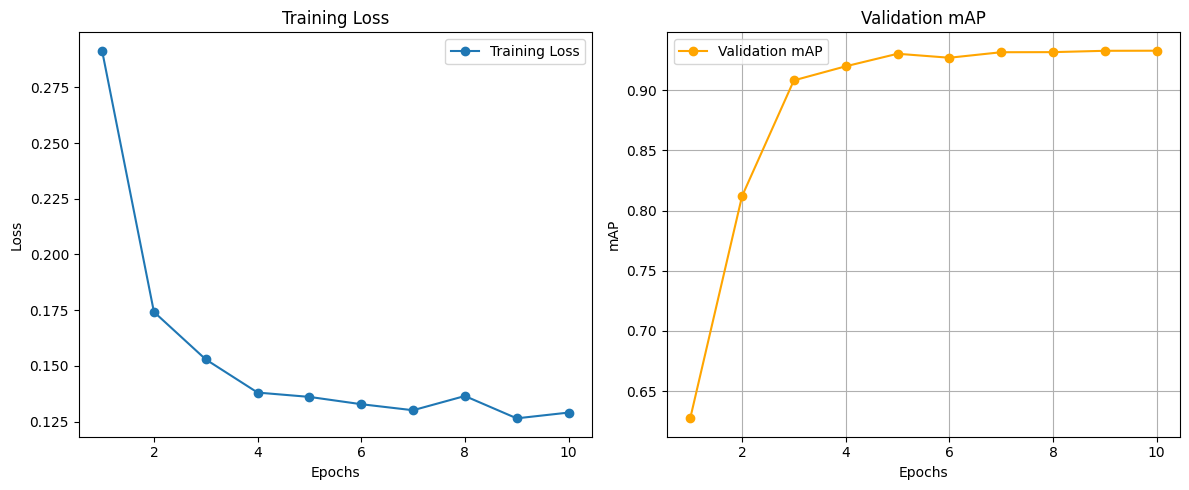 Training Loss
Training Loss
0.275
0.250
0.225
0.200
0.175
0.150
0.125
Loss
2 4 6 8 10
Epochs
Validation mAP
Validation mAP
0.90
0.85
0.80
0.75
0.70
0.65
mAP
2 4 6 8 10
Epochs